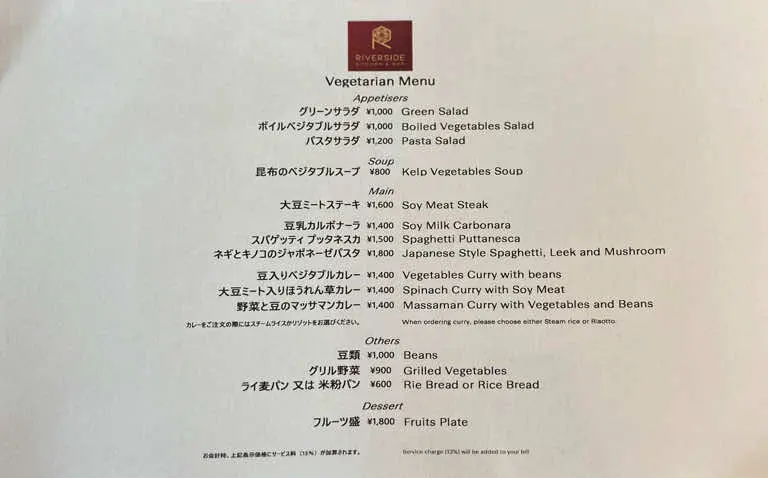 RIVERSIDE
KITCHEN & BAR
Vegetarian Menu
Appetisers
グリーンサラダ ¥1,000 Green Salad
ボイルベジタブルサラダ ¥1,000 Boiled Vegetables Salad
パスタサラダ ¥1,200 Pasta Salad
Soup
昆布のベジタブルスープ ¥800 Kelp Vegetables Soup
Main
大豆ミートステーキ ¥1,600 Soy Meat Steak
豆乳カルボナーラ ¥1,400 Soy Milk Carbonara
スパゲッティ プッタネスカ ¥1,500 Spaghetti Puttanesca
ネギとキノコのジャポネーゼパスタ ¥1,800 Japanese Style Spaghetti, Leek and Mushroom
豆入りベジタブルカレー ¥1,400 Vegetables Curry with beans
大豆ミート入りほうれん草カレー ¥1,400 Spinach Curry with Soy Meat
野菜と豆のマッサマンカレー ¥1,400 Massaman Curry with Vegetables and Beans
カレーをご注文の際にはスチームライスかリゾットをお選びください。 When ordering curry, please choose either Steam rice or Risotto.
Others
豆類 ¥1,000 Beans
グリル野菜 ¥900 Grilled Vegetables
ライ麦パン 又は 米粉パン ¥600 Rie Bread or Rice Bread
Dessert
フルーツ盛 ¥1,800 Fruits Plate
お会計時、上記表示価格にサービス料（13%）が加算されます。 Service charge (13%) will be added to your bill